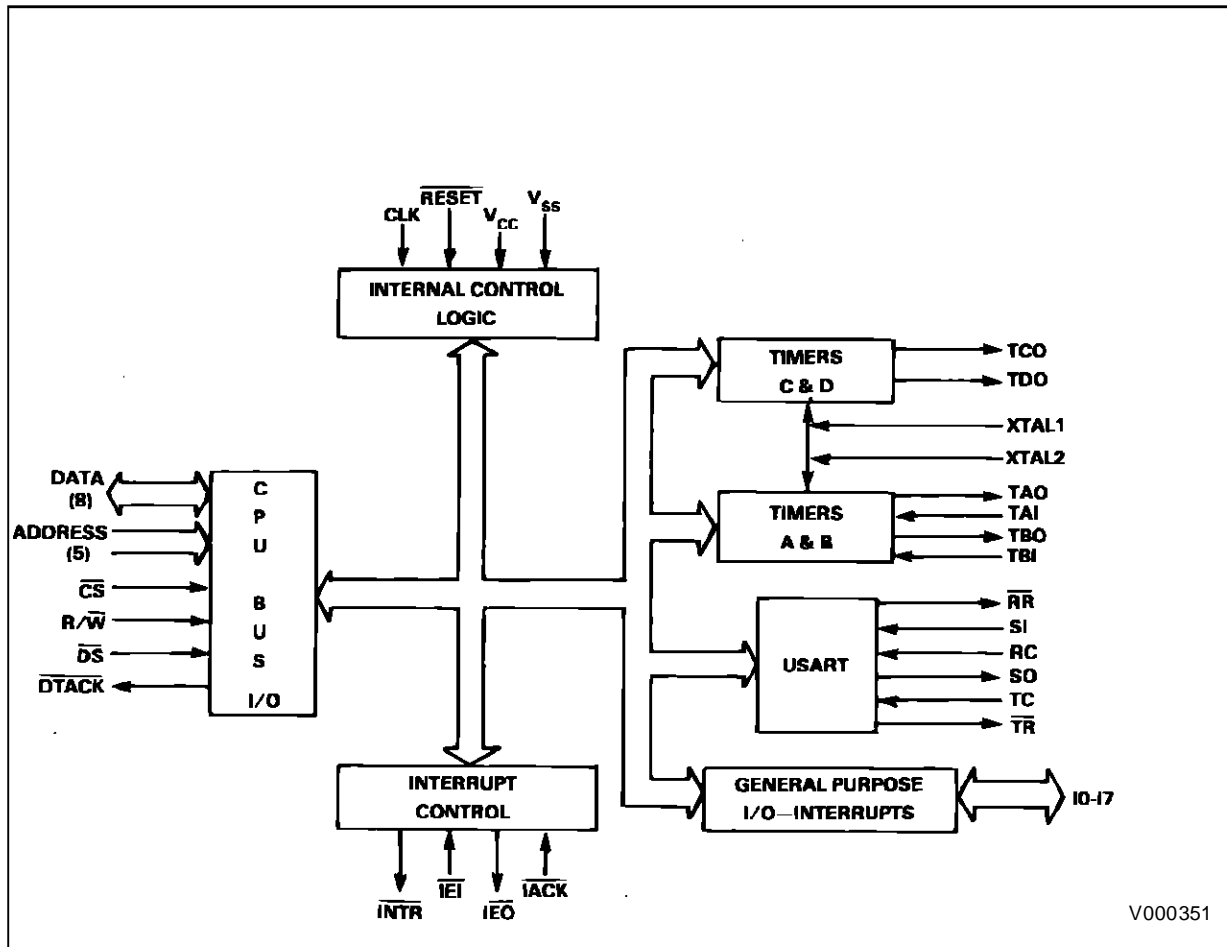 CLK
RESET
VCC
VSS
INTERNAL CONTROL
LOGIC
TIMERS
C & D
TCO
TDO
XTAL1
XTAL2
TIMERS
A & B
TAO
TAI
TBO
TBI
DATA
(8)
ADDRESS
(5)
CS
R/W
DS
DTACK
CPU BUS
I/O
USART
RR
SI
RC
SO
TC
TR
INTERRUPT
CONTROL
GENERAL PURPOSE
I/O—INTERRUPTS
I0-I7
INTR
IEI
IEO
IACK
V000351